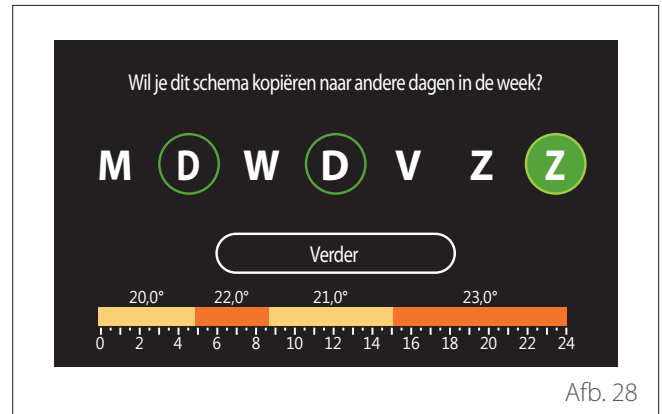 Wil je dit schema kopiëren naar andere dagen in de week?
M D W D V Z Z
Verder
20,0° 22,0° 21,0° 23,0°
0 2 4 6 8 10 12 14 16 18 20 22 24
Afb. 28